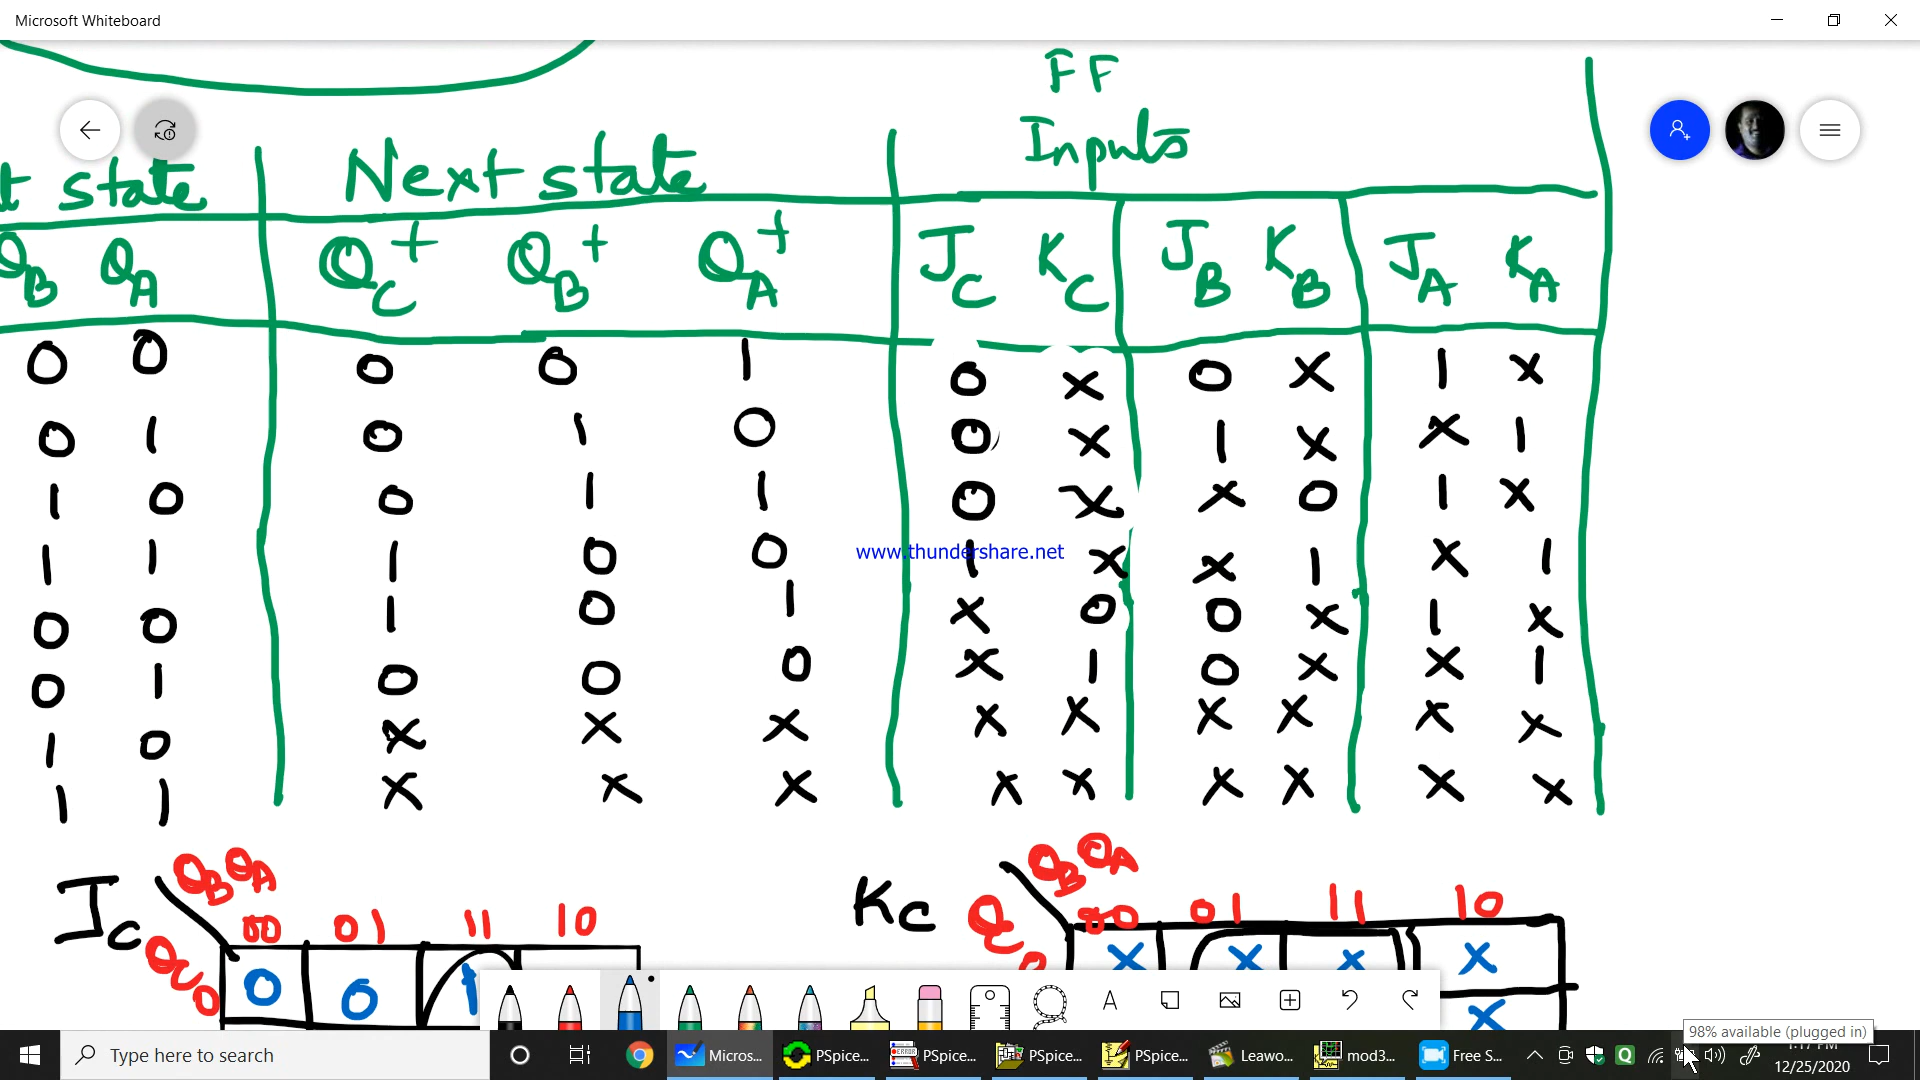 Microsoft Whiteboard
FF
Inputs
t state Next state
QB QA QC+ QB+ QA+ JC KC JB KB JA KA
0 0 0 0 1 0 x 0 x 1 x
0 1 0 1 0 0 x 1 x x 1
1 0 0 1 1 0 x x 0 1 x
1 1 1 0 0 1 x x 1 x 1
www.thundershare.net
0 0 1 0 1 x 0 0 x 1 x
0 1 0 0 0 x 1 0 x x 1
1 0 x x x x x x x x x
1 1 x x x x x x x x x
JC QBQA KC QBQA
00 01 11 10 00 01 11 10
QC 0 QC 0
0 0 1 x x x x
x
98% available (plugged in)
Type here to search
Micros... PSpice... PSpice... PSpice... PSpice... Leawo... mod3... Free S...
1:17 PM
12/25/2020